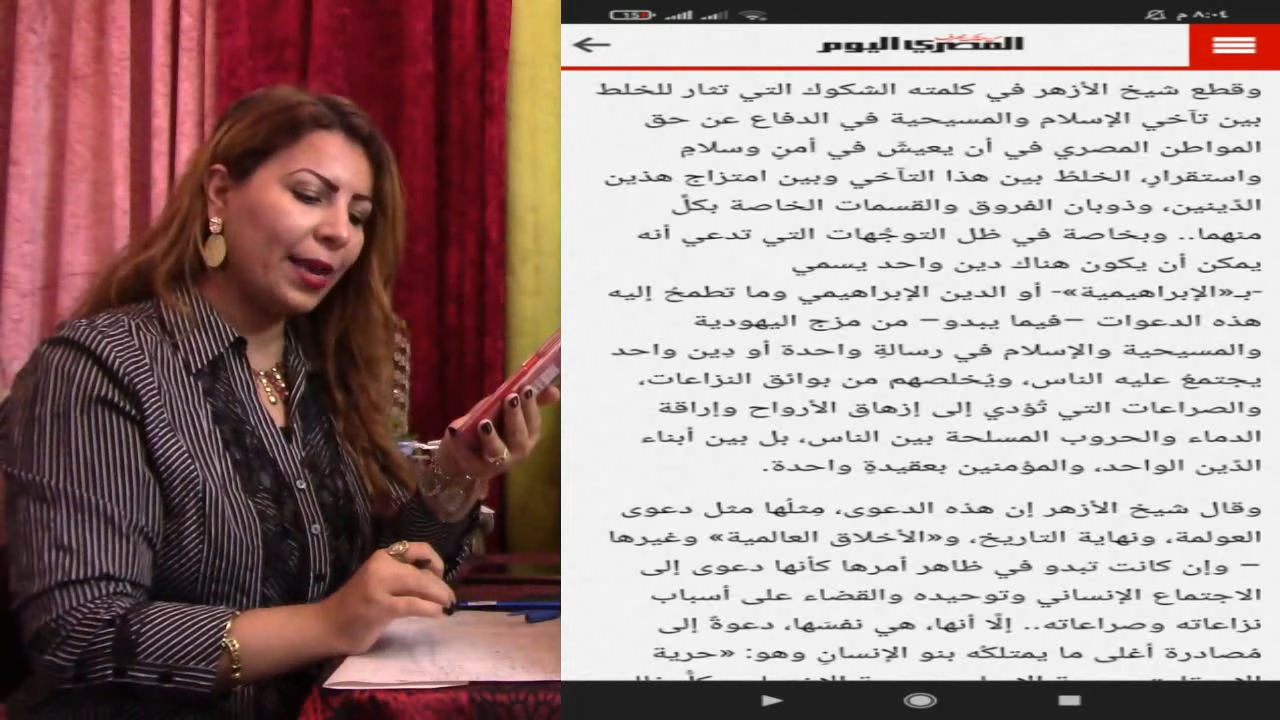 ٨:٠٤ م
15
المصري اليوم
وقطع شيخ الأزهر في كلمته الشكوك التي تثار للخلط
بين تآخي الإسلام والمسيحية في الدفاع عن حق
المواطن المصري في أن يعيشَ في أمنٍ وسلامٍ
واستقرارٍ، الخلطَ بين هذا التآخي وبين امتزاج هذين
الدِّينين، وذوبان الفروق والقسمات الخاصة بكلٍّ
منهما.. وبخاصة في ظل التوجُّهات التي تدعي أنه
يمكن أن يكون هناك دين واحد يسمي
-بـ«الإبراهيمية»- أو الدين الإبراهيمي وما تطمحُ إليه
هذه الدعوات –فيما يبدو– من مزج اليهودية
والمسيحية والإسلام في رسالةٍ واحدة أو دِين واحد
يجتمعُ عليه الناس، ويُخلصهم من بوائق النزاعات،
والصراعات التي تُؤدي إلى إزهاق الأرواح وإراقة
الدماء والحروب المسلحة بين الناس، بل بين أبناء
الدِّين الواحد، والمؤمنين بعقيدةٍ واحدة.
وقال شيخ الأزهر إن هذه الدعوى، مِثلُها مثل دعوى
العولمة، ونهاية التاريخ، و«الأخلاق العالمية» وغيرها
– وإن كانت تبدو في ظاهر أمرها كأنها دعوى إلى
الاجتماع الإنساني وتوحيده والقضاء على أسباب
نزاعاته وصراعاته.. إلَّا أنها، هي نفسَها، دعوةٌ إلى
مُصادرة أغلى ما يمتلكُه بنو الإنسانِ وهو: «حرية